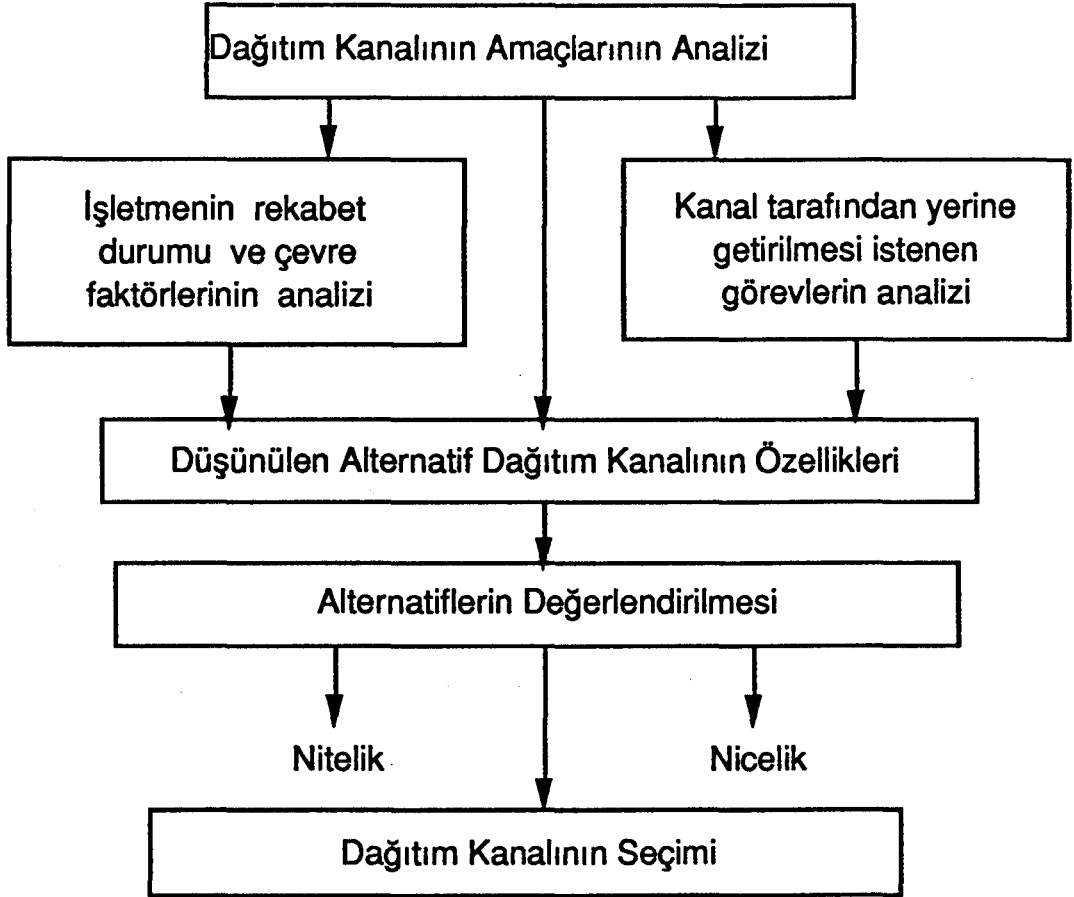 Dağıtım Kanalının Amaçlarının Analizi
İşletmenin rekabet
durumu ve çevre
faktörlerinin analizi
Kanal tarafından yerine
getirilmesi istenen
görevlerin analizi
Düşünülen Alternatif Dağıtım Kanalının Özellikleri
Alternatiflerin Değerlendirilmesi
Nitelik
Nicelik
Dağıtım Kanalının Seçimi